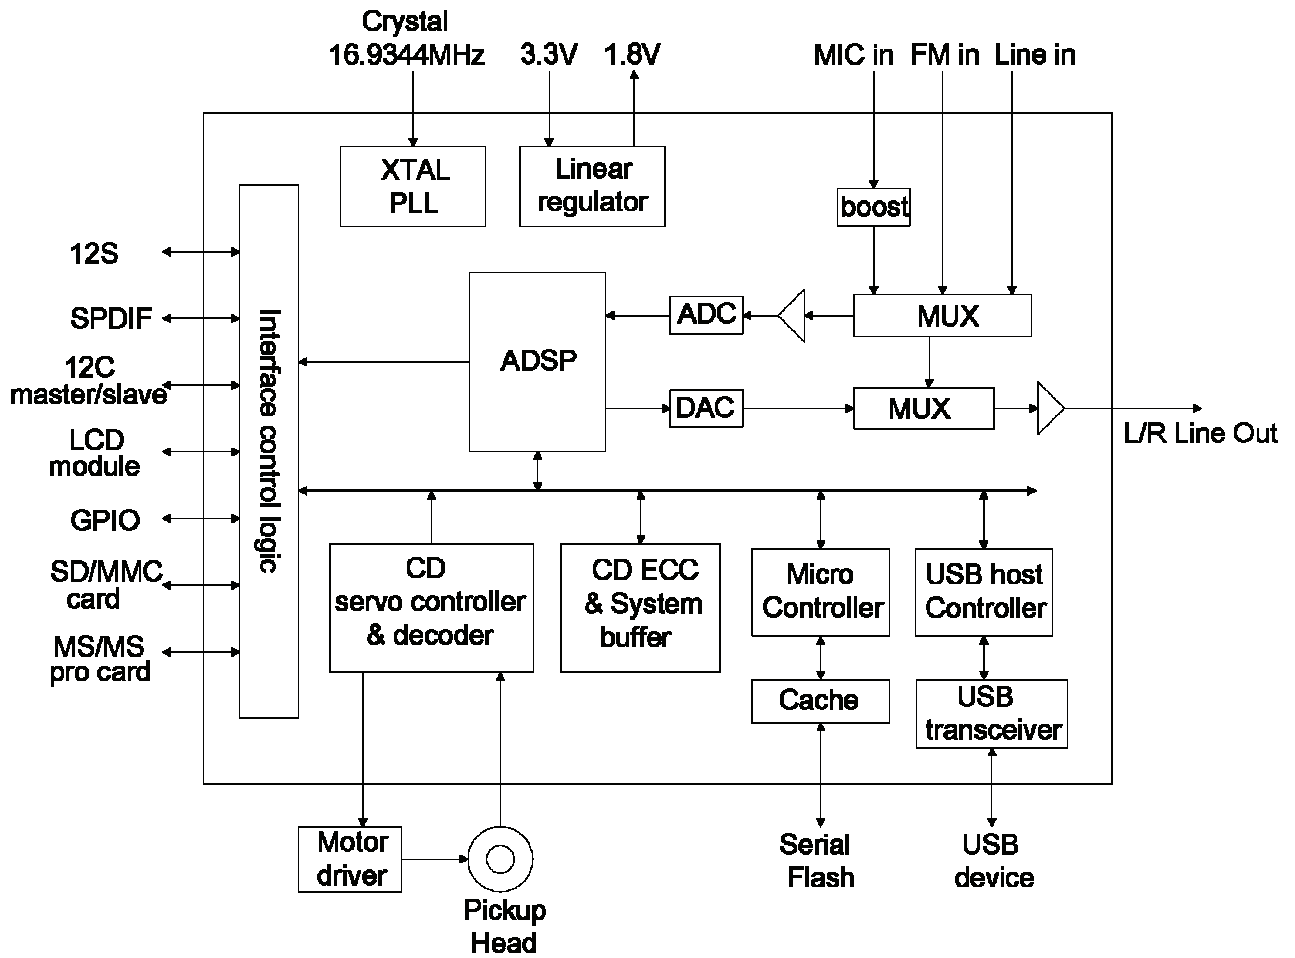 Crystal
16.9344MHz
3.3V
1.8V
MIC in
FM in
Line in
XTAL
PLL
Linear
regulator
boost
12S
SPDIF
12C
master/slave
LCD
module
GPIO
SD/MMC
card
MS/MS
pro card
Interface control logic
ADSP
ADC
MUX
DAC
MUX
L/R Line Out
CD
servo controller
& decoder
CD ECC
& System
buffer
Micro
Controller
USB host
Controller
Cache
USB
transceiver
Motor
driver
Pickup
Head
Serial
Flash
USB
device